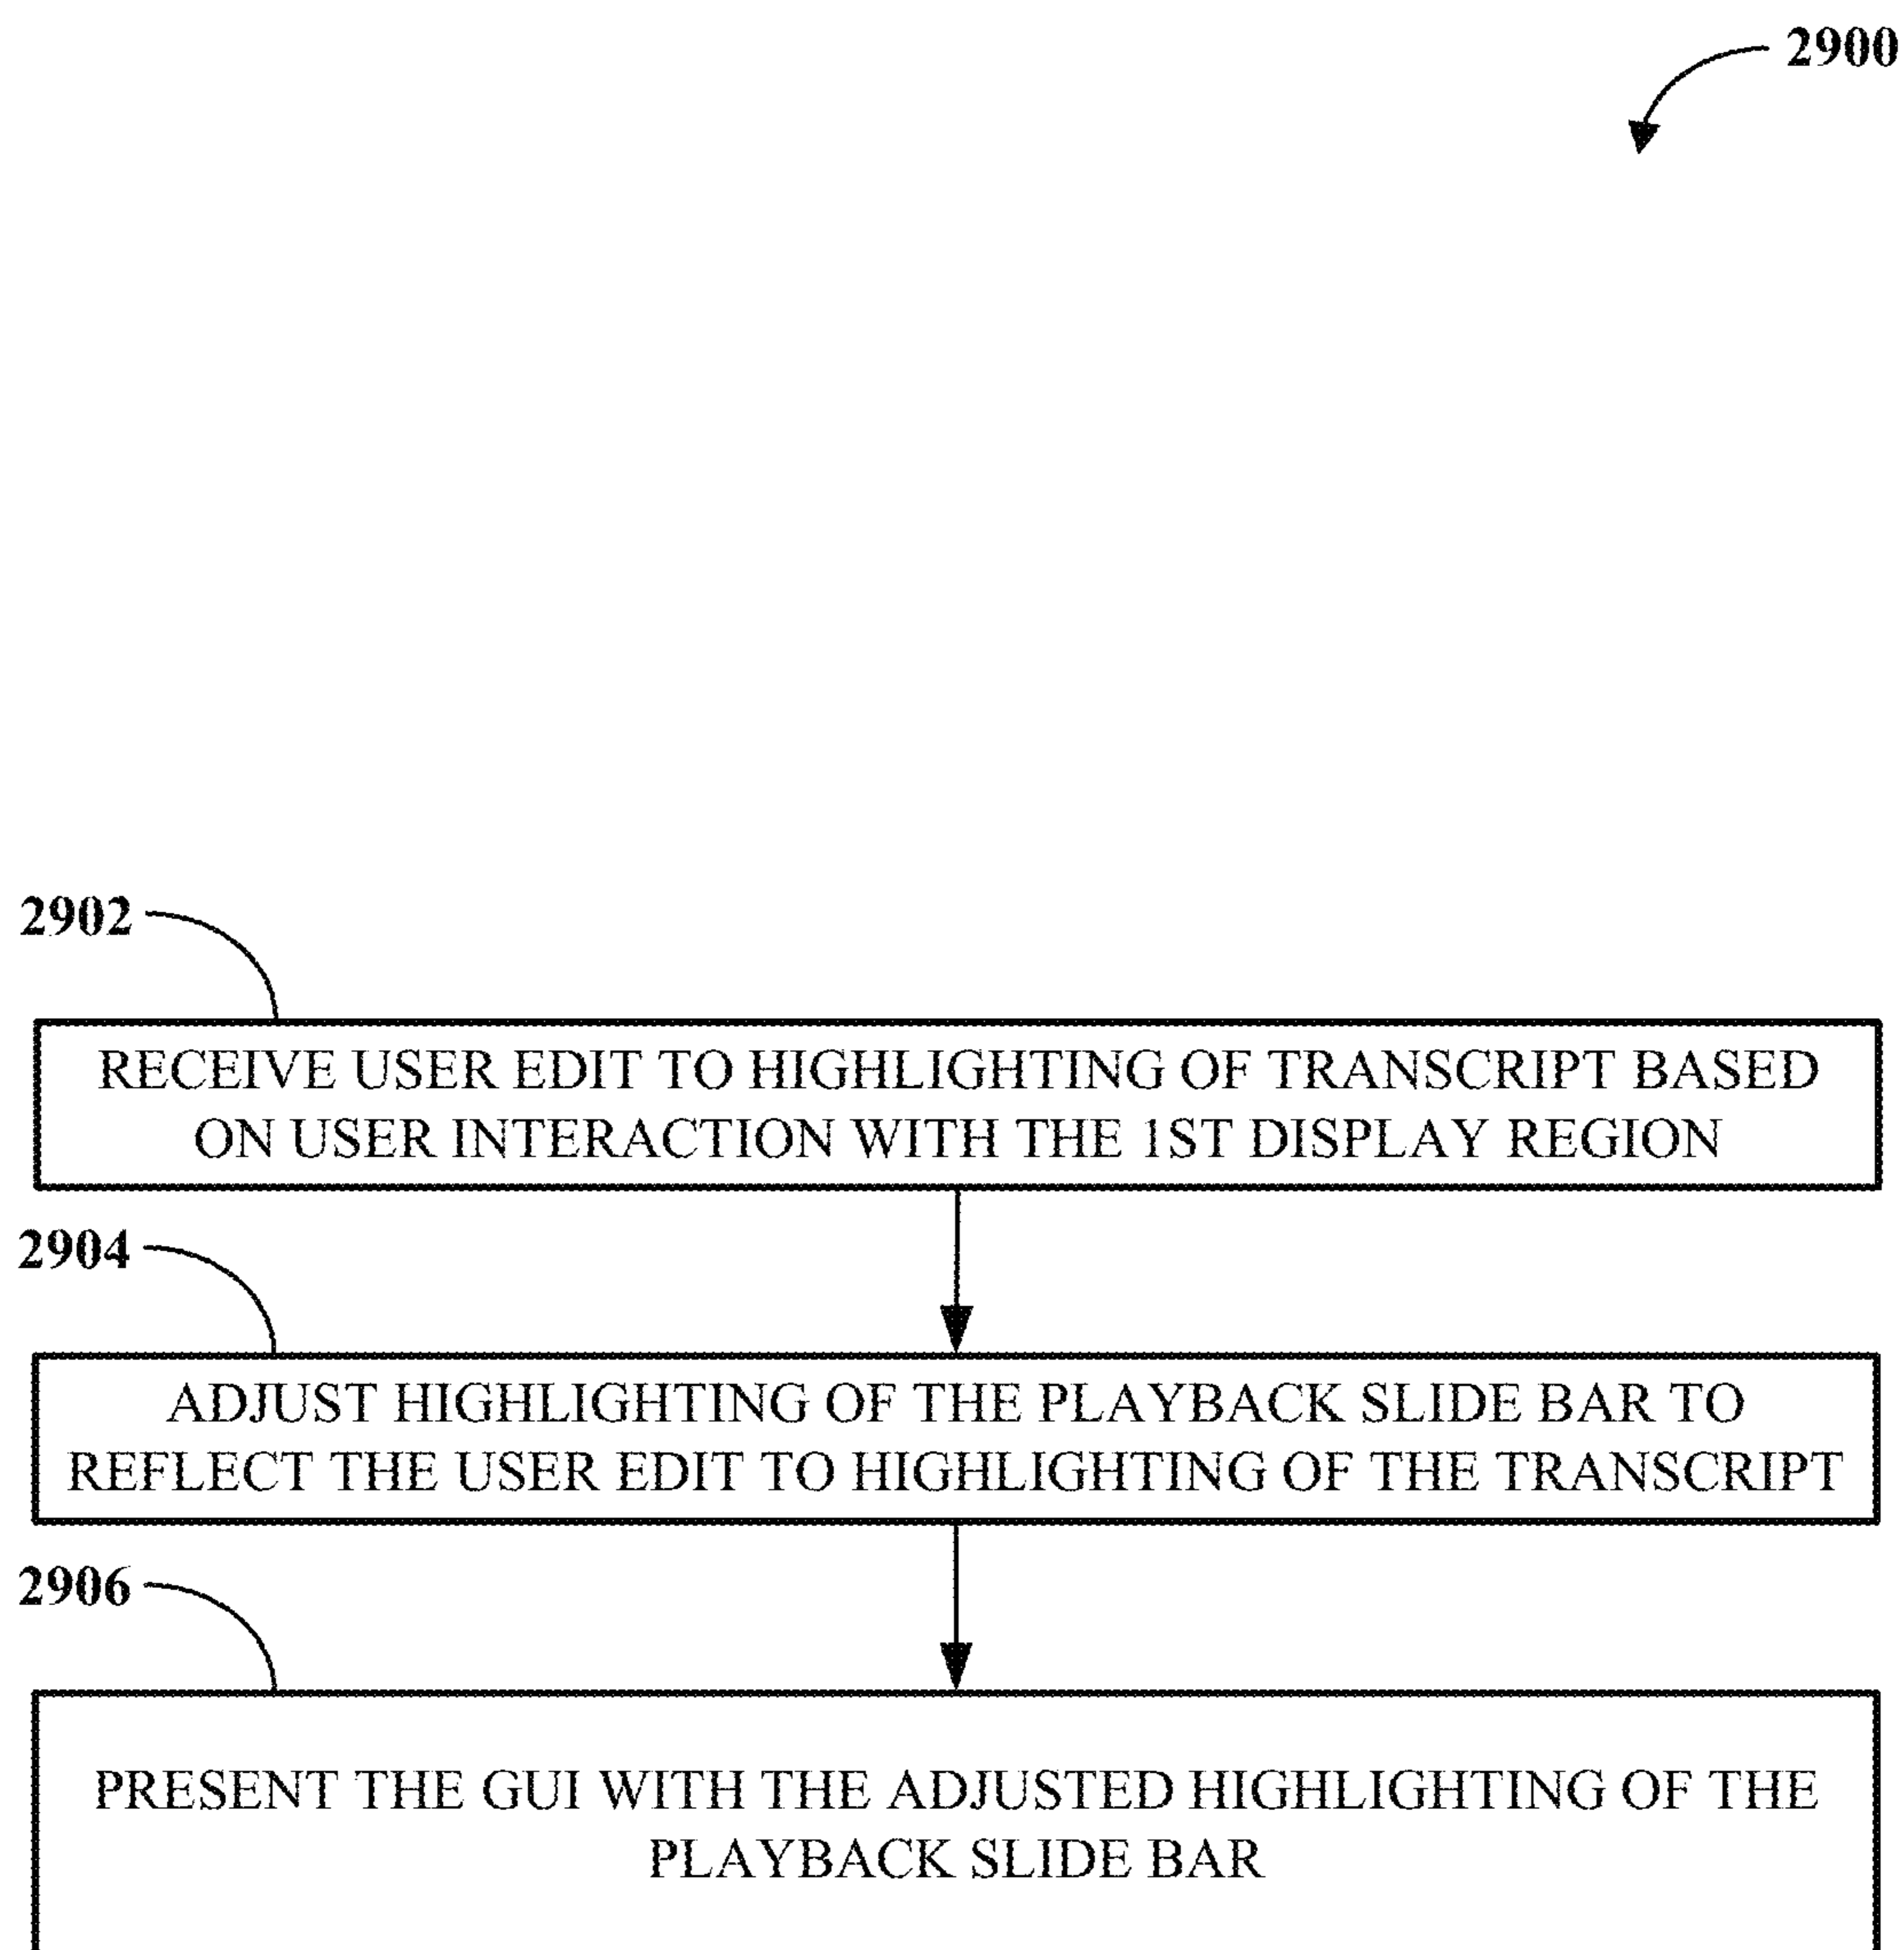 2900
2902
RECEIVE USER EDIT TO HIGHLIGHTING OF TRANSCRIPT BASED
ON USER INTERACTION WITH THE 1ST DISPLAY REGION
2904
ADJUST HIGHLIGHTING OF THE PLAYBACK SLIDE BAR TO
REFLECT THE USER EDIT TO HIGHLIGHTING OF THE TRANSCRIPT
2906
PRESENT THE GUI WITH THE ADJUSTED HIGHLIGHTING OF THE
PLAYBACK SLIDE BAR